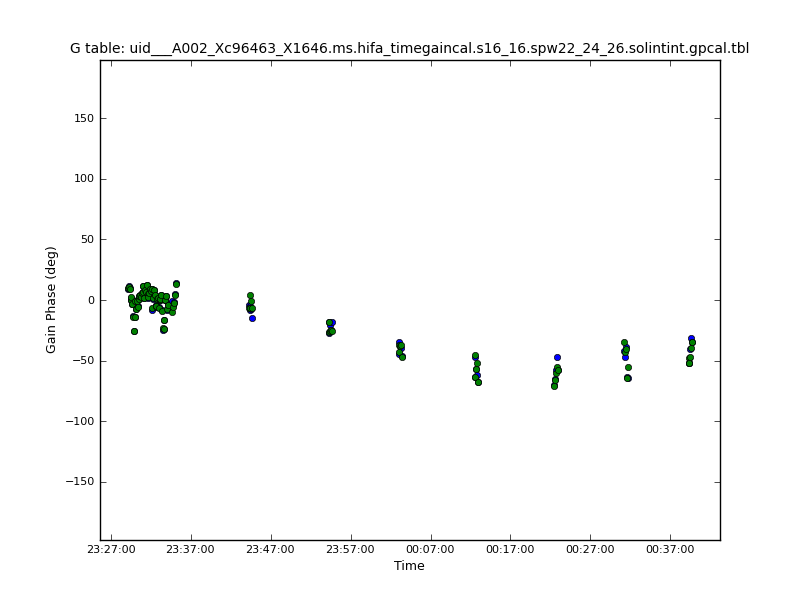 G table: uid___A002_Xc96463_X1646.ms.hifa_timegaincal.s16_16.spw22_24_26.solintint.gpcal.tbl
150
100
50
0
−50
−100
−150
Gain Phase (deg)
23:27:00 23:37:00 23:47:00 23:57:00 00:07:00 00:17:00 00:27:00 00:37:00
Time